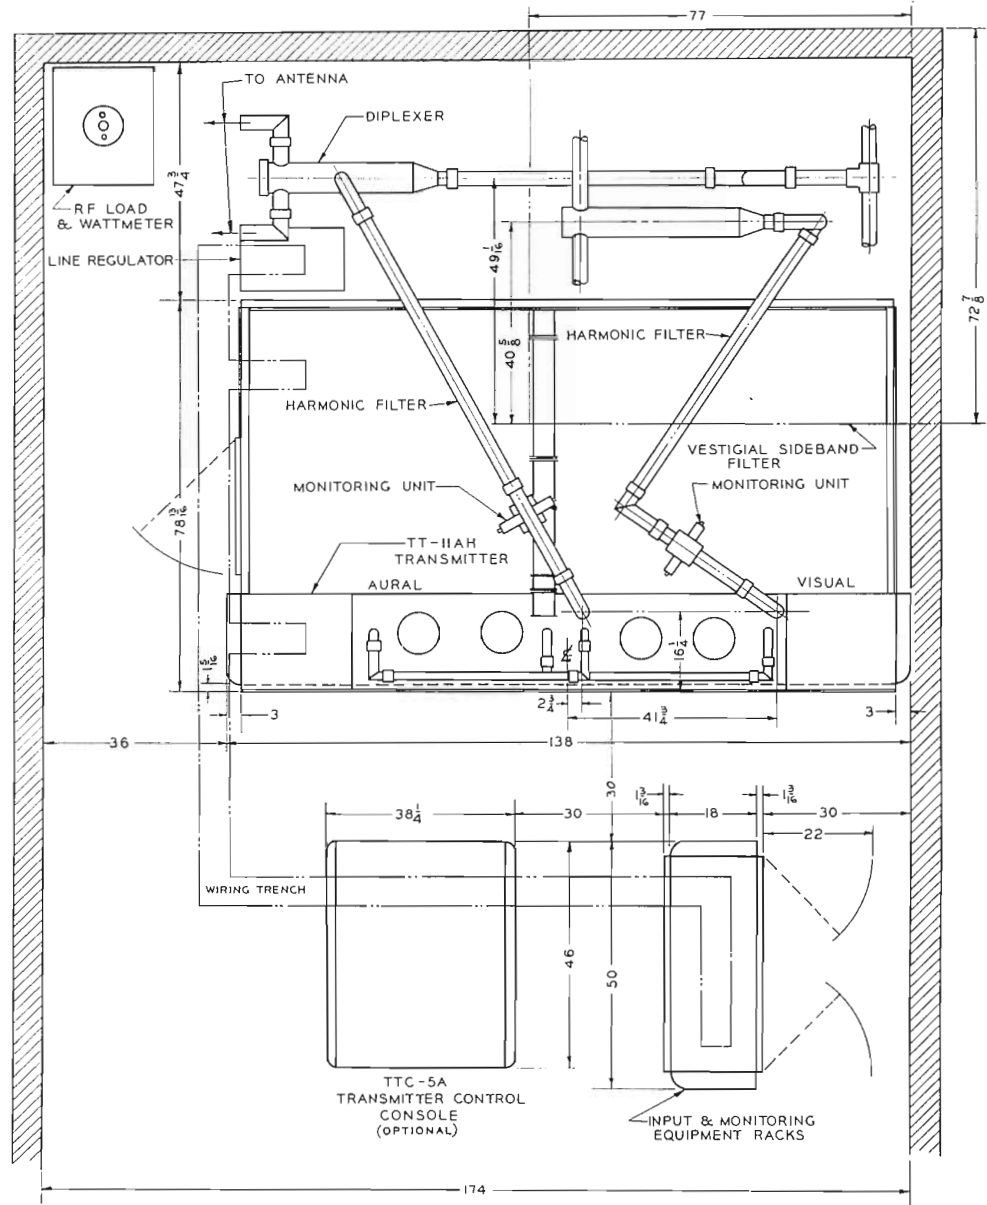 77
TO ANTENNA
DIPLEXER
47 3/4
RF LOAD
& WATTMETER
LINE REGULATOR
49 1/16
40 5/8
72 7/8
HARMONIC FILTER
HARMONIC FILTER
VESTIGIAL SIDEBAND
FILTER
MONITORING UNIT
MONITORING UNIT
78 13/16
TT-11AH
TRANSMITTER
AURAL
VISUAL
16 1/4
1 5/16
3
2 3/4
41 3/4
3
36
138
30
38 1/4
30
1 3/16
18
1 3/16
30
22
WIRING TRENCH
46
50
TTC-5A
TRANSMITTER CONTROL
CONSOLE
(OPTIONAL)
INPUT & MONITORING
EQUIPMENT RACKS
174